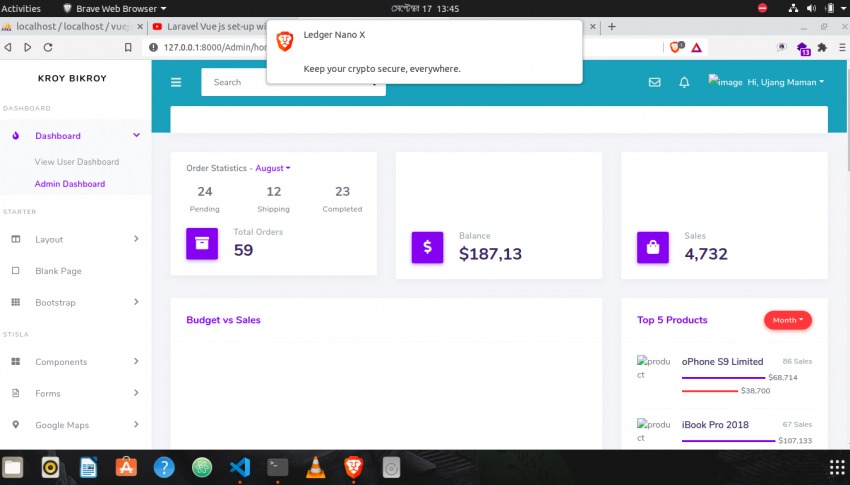 Activities
Brave Web Browser
সেপ্টেম্বর 17 13:45
localhost / localhost / vuej
Laravel Vue js set-up wi
127.0.0.1:8000/Admin/ho
Ledger Nano X
Keep your crypto secure, everywhere.
1
13
KROY BIKROY
Search
image Hi, Ujang Maman
DASHBOARD
Dashboard
View User Dashboard
Admin Dashboard
STARTER
Layout
Blank Page
Bootstrap
STISLA
Components
Forms
Google Maps
Order Statistics - August
24 12 23
Pending Shipping Completed
Total Orders
59
Balance
$187,13
Sales
4,732
Budget vs Sales
Top 5 Products
Month
product
oPhone S9 Limited 86 Sales
$68,714
$38,700
product
iBook Pro 2018 67 Sales
$107,133